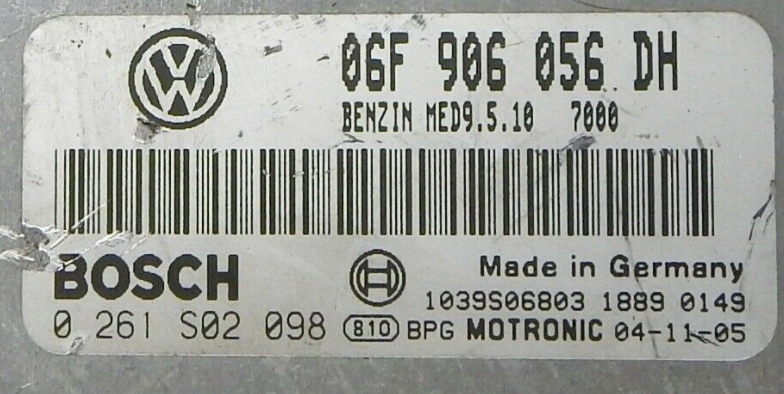 06F 906 056 DH
BENZIN MED9.5.10 7000
BOSCH
Made in Germany
1039S06803 1889 0149
0 261 S02 098 810 BPG MOTRONIC 04-11-05